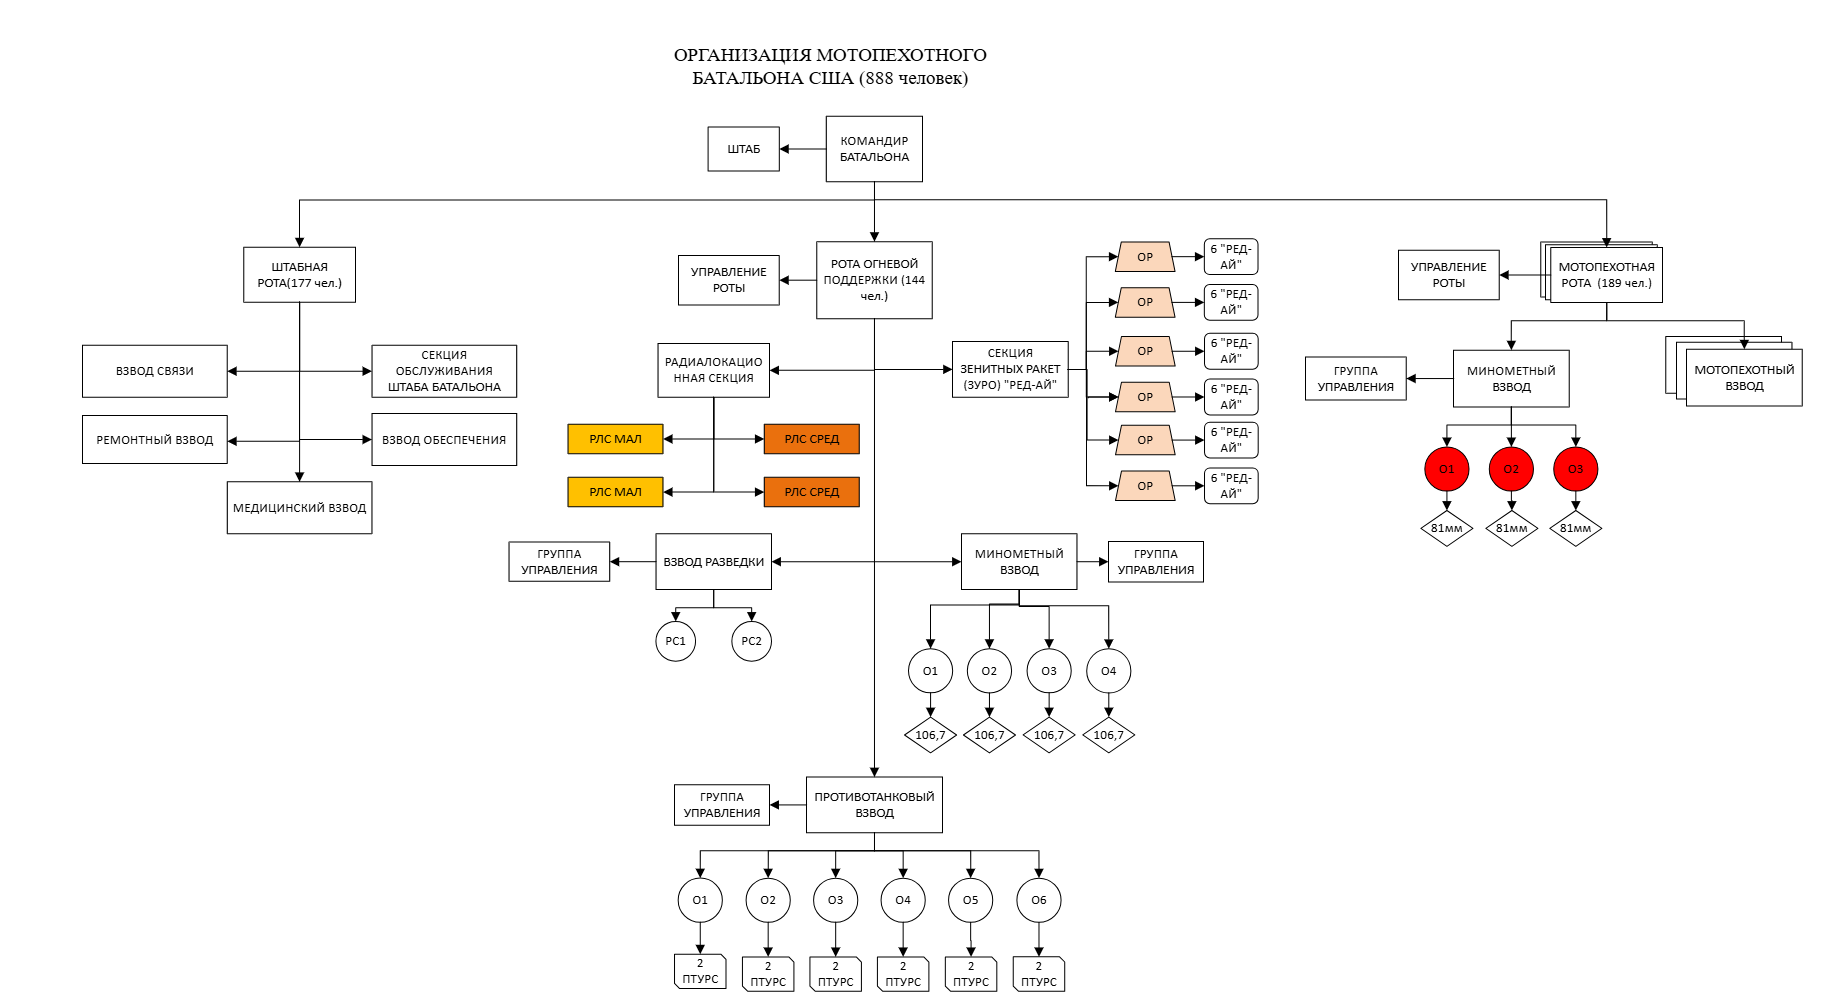 ОРГАНИЗАЦИЯ МОТОПЕХОТНОГО
БАТАЛЬОНА США (888 человек)
ШТАБ
КОМАНДИР
БАТАЛЬОНА
ШТАБНАЯ
РОТА(177 чел.)
ВЗВОД СВЯЗИ
СЕКЦИЯ
ОБСЛУЖИВАНИЯ
ШТАБА БАТАЛЬОНА
РЕМОНТНЫЙ ВЗВОД
ВЗВОД ОБЕСПЕЧЕНИЯ
МЕДИЦИНСКИЙ ВЗВОД
УПРАВЛЕНИЕ
РОТЫ
РОТА ОГНЕВОЙ
ПОДДЕРЖКИ (144
чел.)
РАДИАЛОКАЦИО
ННАЯ СЕКЦИЯ
РЛС МАЛ
РЛС СРЕД
РЛС МАЛ
РЛС СРЕД
СЕКЦИЯ
ЗЕНИТНЫХ РАКЕТ
(ЗУРО) "РЕД-АЙ"
ОР
6 "РЕД-
АЙ"
ОР
6 "РЕД-
АЙ"
ОР
6 "РЕД-
АЙ"
ОР
6 "РЕД-
АЙ"
ОР
6 "РЕД-
АЙ"
ОР
6 "РЕД-
АЙ"
ГРУППА
УПРАВЛЕНИЯ
ВЗВОД РАЗВЕДКИ
РС1
РС2
МИНОМЕТНЫЙ
ВЗВОД
ГРУППА
УПРАВЛЕНИЯ
О1
О2
О3
О4
106,7
106,7
106,7
106,7
ГРУППА
УПРАВЛЕНИЯ
ПРОТИВОТАНКОВЫЙ
ВЗВОД
О1
О2
О3
О4
О5
О6
2
ПТУРС
2
ПТУРС
2
ПТУРС
2
ПТУРС
2
ПТУРС
2
ПТУРС
УПРАВЛЕНИЕ
РОТЫ
МОТОПЕХОТНАЯ
РОТА (189 чел.)
ГРУППА
УПРАВЛЕНИЯ
МИНОМЕТНЫЙ
ВЗВОД
МОТОПЕХОТНЫЙ
ВЗВОД
О1
О2
О3
81мм
81мм
81мм